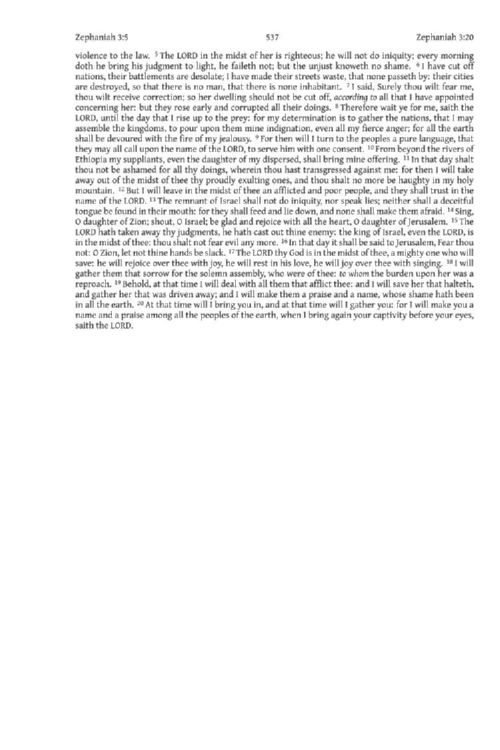 Zephaniah 3:5 537 Zephaniah 3:20
violence to the law. 5 The LORD in the midst of her is righteous; he will not do iniquity; every morning
doth he bring his judgment to light, he faileth not; but the unjust knoweth no shame. 6 I have cut off
nations, their battlements are desolate; I have made their streets waste, that none passeth by: their cities
are destroyed, so that there is no man, that there is none inhabitant. 7 I said, Surely thou wilt fear me,
thou wilt receive correction; so her dwelling should not be cut off, according to all that I have appointed
concerning her: but they rose early and corrupted all their doings. 8 Therefore wait ye for me, saith the
LORD, until the day that I rise up to the prey: for my determination is to gather the nations, that I may
assemble the kingdoms, to pour upon them mine indignation, even all my fierce anger; for all the earth
shall be devoured with the fire of my jealousy. 9 For then will I turn to the peoples a pure language, that
they may all call upon the name of the LORD, to serve him with one consent. 10 From beyond the rivers of
Ethiopia my suppliants, even the daughter of my dispersed, shall bring mine offering. 11 In that day shalt
thou not be ashamed for all thy doings, wherein thou hast transgressed against me: for then I will take
away out of the midst of thee thy proudly exulting ones, and thou shalt no more be haughty in my holy
mountain. 12 But I will leave in the midst of thee an afflicted and poor people, and they shall trust in the
name of the LORD. 13 The remnant of Israel shall not do iniquity, nor speak lies; neither shall a deceitful
tongue be found in their mouth: for they shall feed and lie down, and none shall make them afraid. 14 Sing,
O daughter of Zion; shout, O Israel; be glad and rejoice with all the heart, O daughter of Jerusalem. 15 The
LORD hath taken away thy judgments, he hath cast out thine enemy: the king of Israel, even the LORD, is
in the midst of thee: thou shalt not fear evil any more. 16 In that day it shall be said to Jerusalem, Fear thou
not: O Zion, let not thine hands be slack. 17 The LORD thy God is in the midst of thee, a mighty one who will
save: he will rejoice over thee with joy, he will rest in his love, he will joy over thee with singing. 18 I will
gather them that sorrow for the solemn assembly, who were of thee: to whom the burden upon her was a
reproach. 19 Behold, at that time I will deal with all them that afflict thee: and I will save her that halteth,
and gather her that was driven away; and I will make them a praise and a name, whose shame hath been
in all the earth. 20 At that time will I bring you in, and at that time will I gather you: for I will make you a
name and a praise among all the peoples of the earth, when I bring again your captivity before your eyes,
saith the LORD.